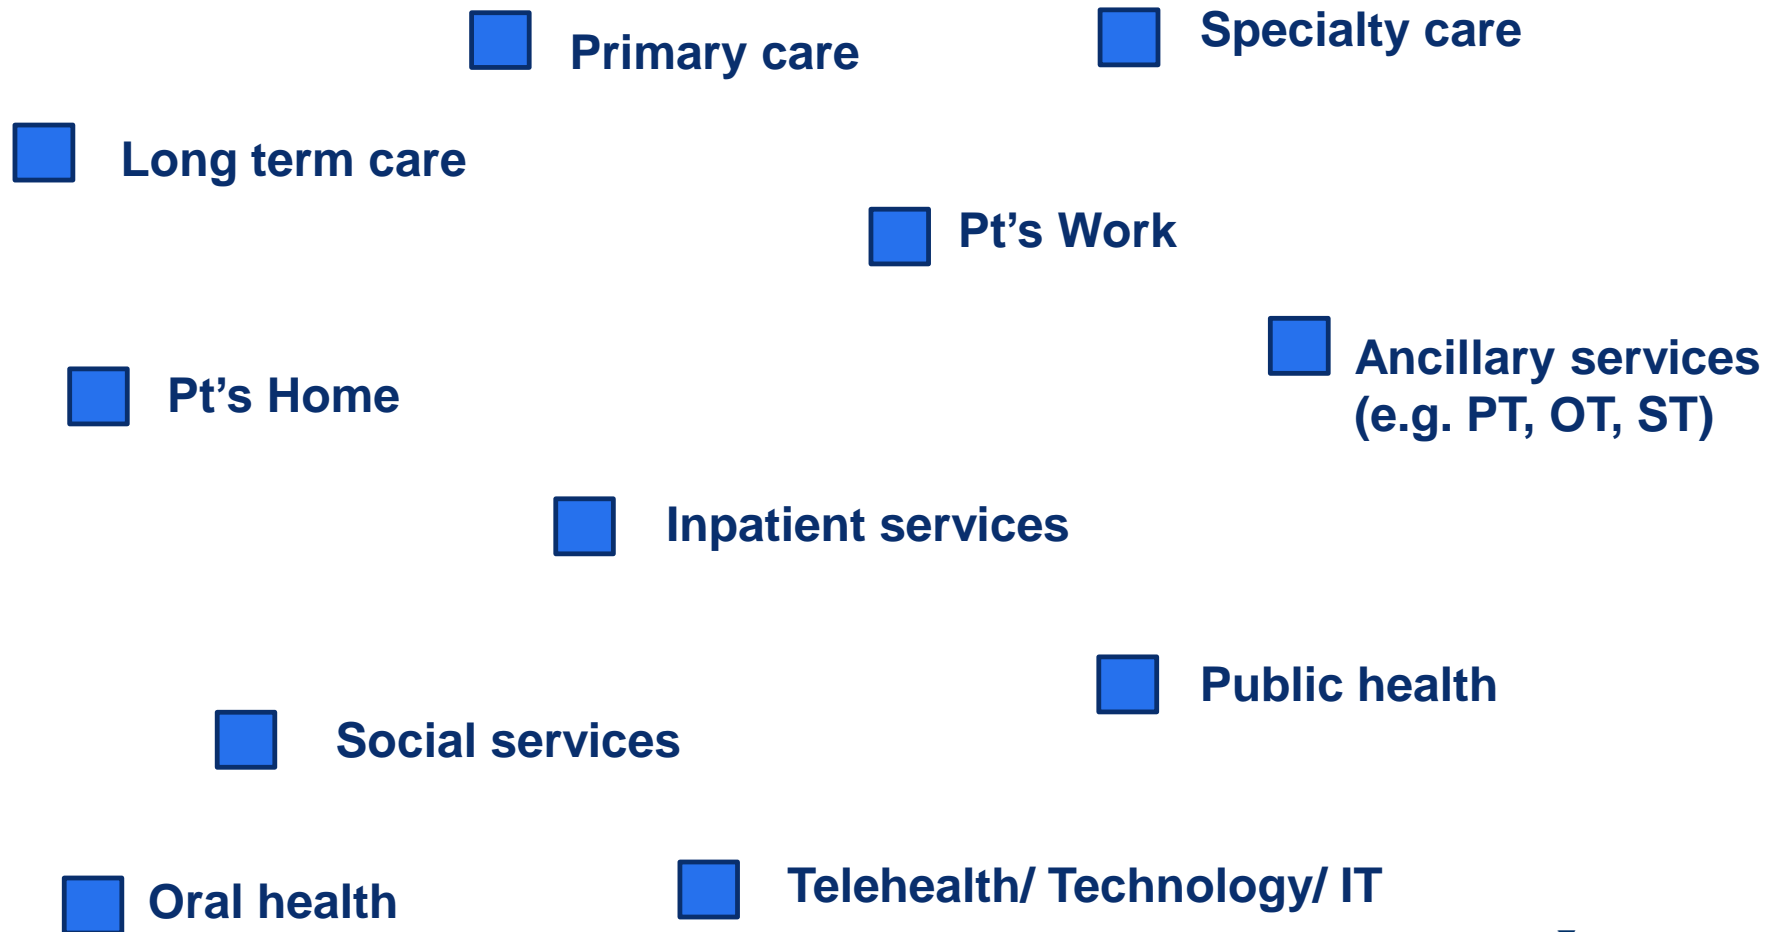 Primary care
Specialty care
Long term care
Pt’s Work
Ancillary services
(e.g. PT, OT, ST)
Pt’s Home
Inpatient services
Public health
Social services
Telehealth/ Technology/ IT
Oral health